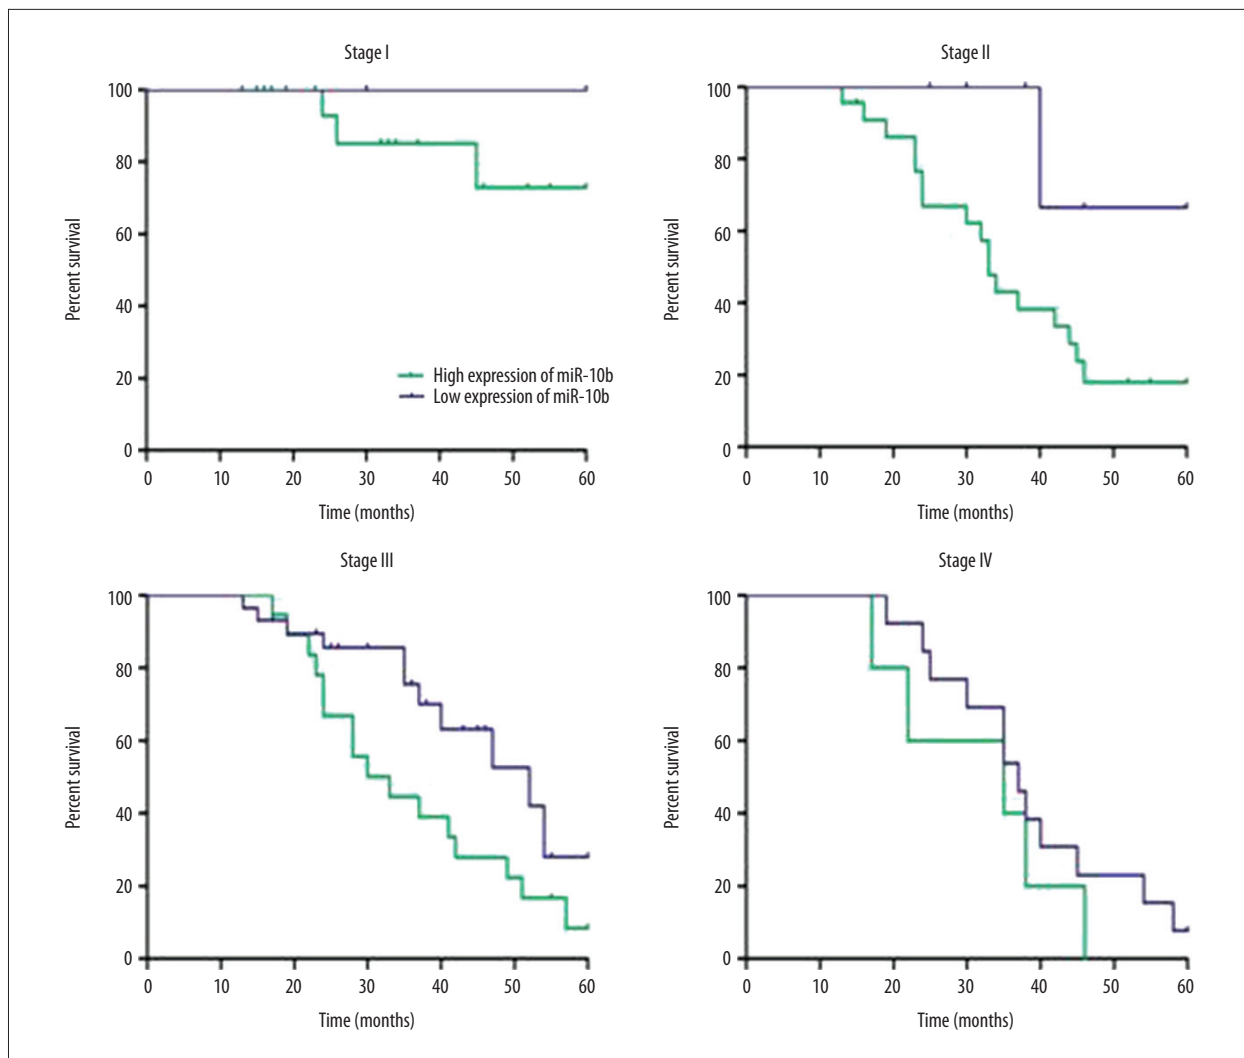 Stage I
100
80
60
40
20
0
Percent survival
High expression of miR-10b
Low expression of miR-10b
0 10 20 30 40 50 60
Time (months)
Stage II
100
80
60
40
20
0
Percent survival
0 10 20 30 40 50 60
Time (months)
Stage III
100
80
60
40
20
0
Percent survival
0 10 20 30 40 50 60
Time (months)
Stage IV
100
80
60
40
20
0
Percent survival
0 10 20 30 40 50 60
Time (months)